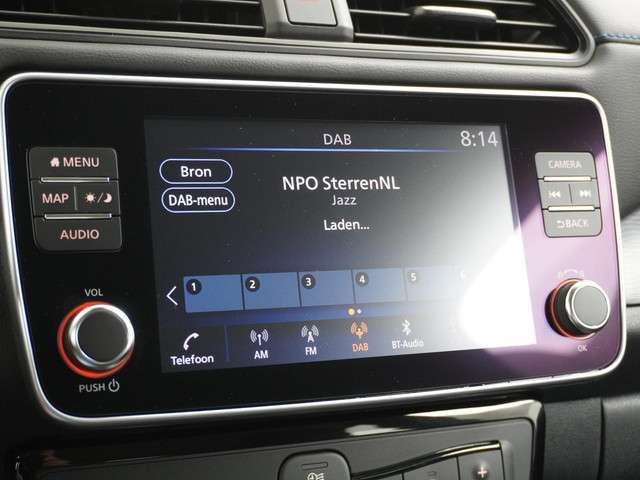 DAB 8:14
MENU
MAP
AUDIO
VOL
PUSH
Bron
DAB-menu
NPO SterrenNL
Jazz
Laden...
1 2 3 4 5 6
Telefoon
AM
FM
DAB
BT-Audio
CAMERA
BACK
OK